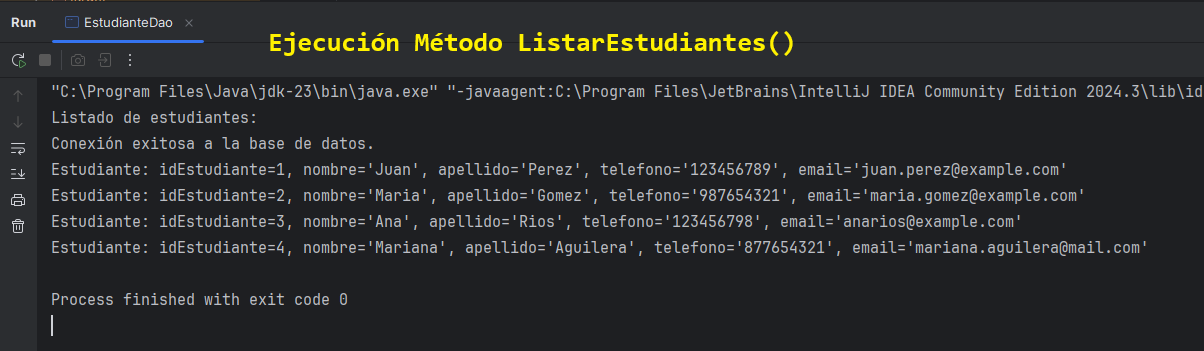 Run EstudianteDao
Ejecución Método ListarEstudiantes()
"C:\Program Files\Java\jdk-23\bin\java.exe" "-javaagent:C:\Program Files\JetBrains\IntelliJ IDEA Community Edition 2024.3\lib\id
Listado de estudiantes:
Conexión exitosa a la base de datos.
Estudiante: idEstudiante=1, nombre='Juan', apellido='Perez', telefono='123456789', email='juan.perez@example.com'
Estudiante: idEstudiante=2, nombre='Maria', apellido='Gomez', telefono='987654321', email='maria.gomez@example.com'
Estudiante: idEstudiante=3, nombre='Ana', apellido='Rios', telefono='123456798', email='anarios@example.com'
Estudiante: idEstudiante=4, nombre='Mariana', apellido='Aguilera', telefono='877654321', email='mariana.aguilera@mail.com'
Process finished with exit code 0